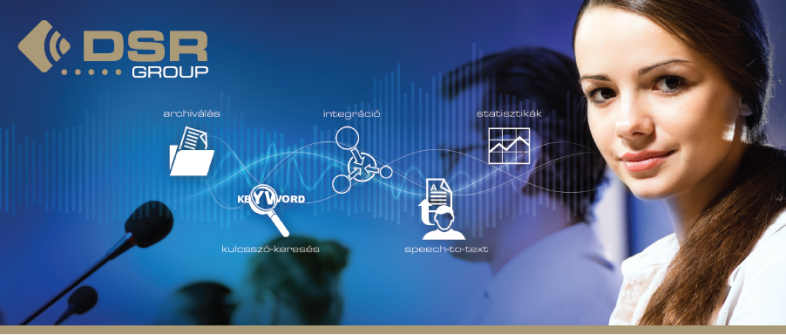 DSR
GROUP
archiválás
integráció
statisztikák
KEYWORD
kulcsszó-keresés
speech-to-text